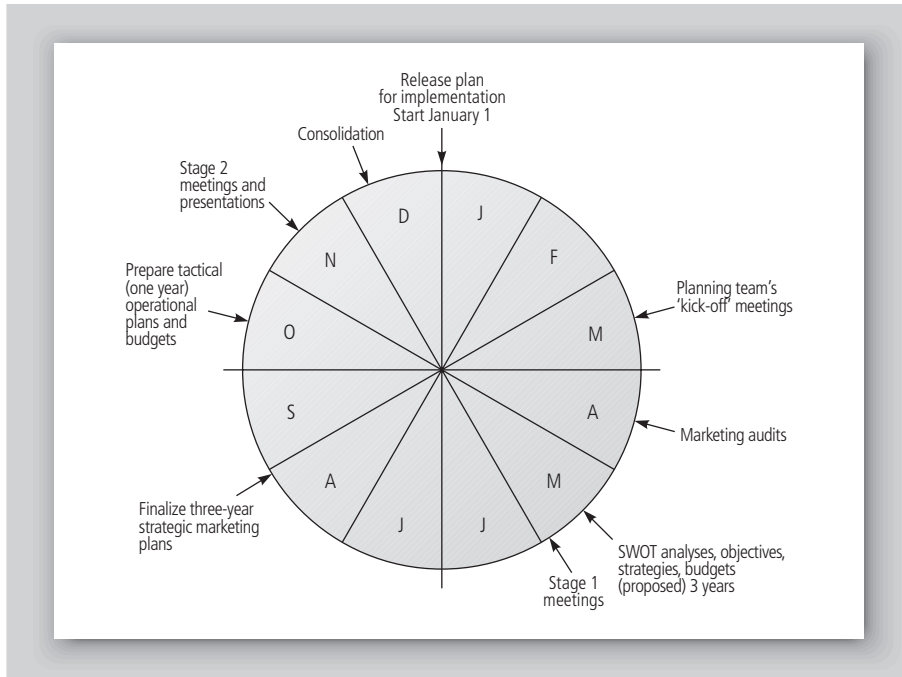 Release plan
for implementation
Start January 1
Consolidation
Stage 2
meetings and
presentations
Prepare tactical
(one year)
operational
plans and
budgets
Finalize three-year
strategic marketing
plans
Planning team's
'kick-off' meetings
Marketing audits
SWOT analyses, objectives,
strategies, budgets
(proposed) 3 years
Stage 1
meetings
J
F
M
A
M
J
J
A
S
O
N
D